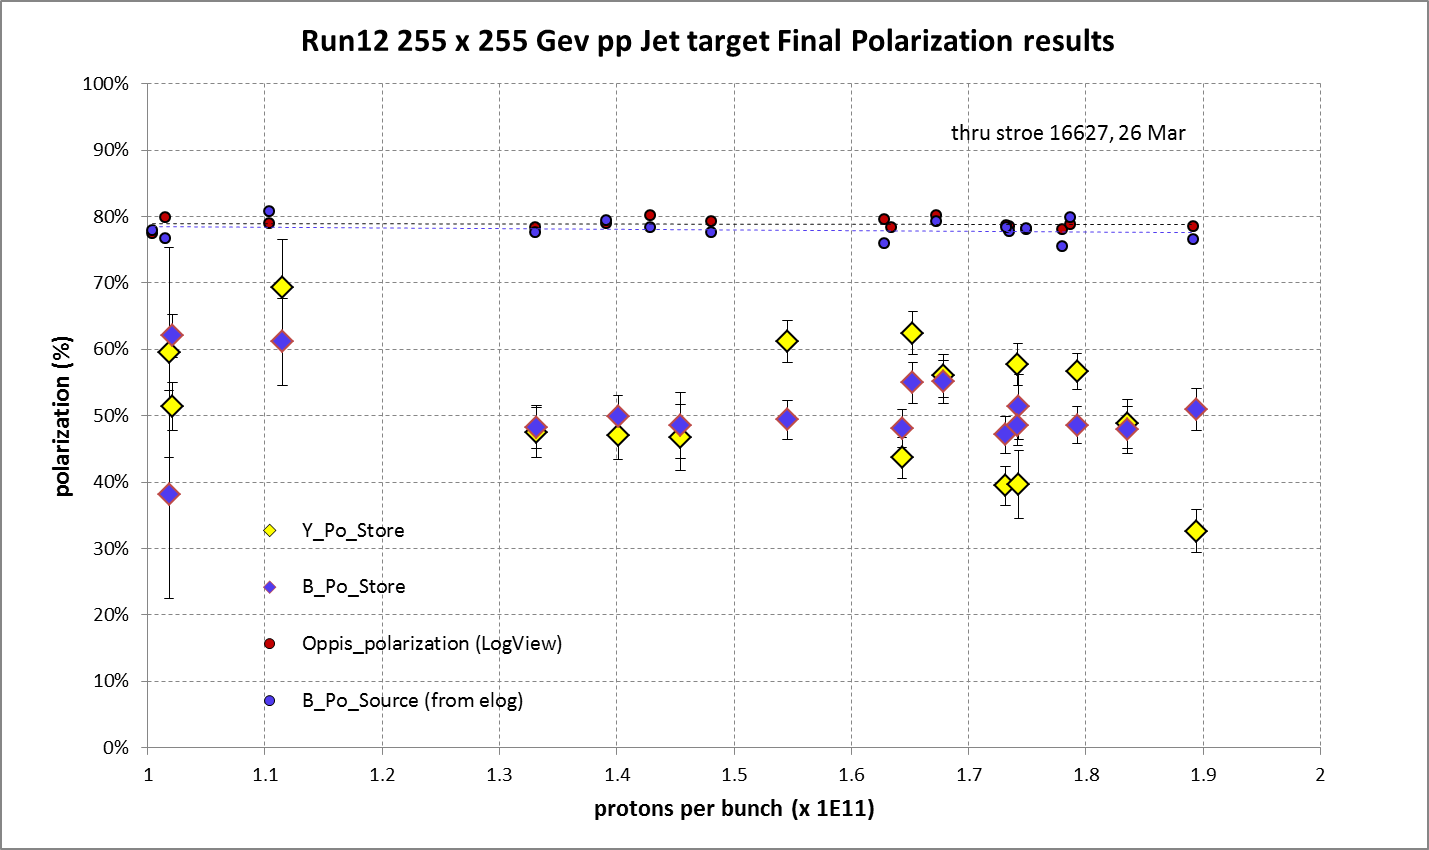 Run12 255 x 255 Gev pp Jet target Final Polarization results
thru stroe 16627, 26 Mar
polarization (%)
100%
90%
80%
70%
60%
50%
40%
30%
20%
10%
0%
Y_Po_Store
B_Po_Store
Oppis_polarization (LogView)
B_Po_Source (from elog)
1 1.1 1.2 1.3 1.4 1.5 1.6 1.7 1.8 1.9 2
protons per bunch (x 1E11)